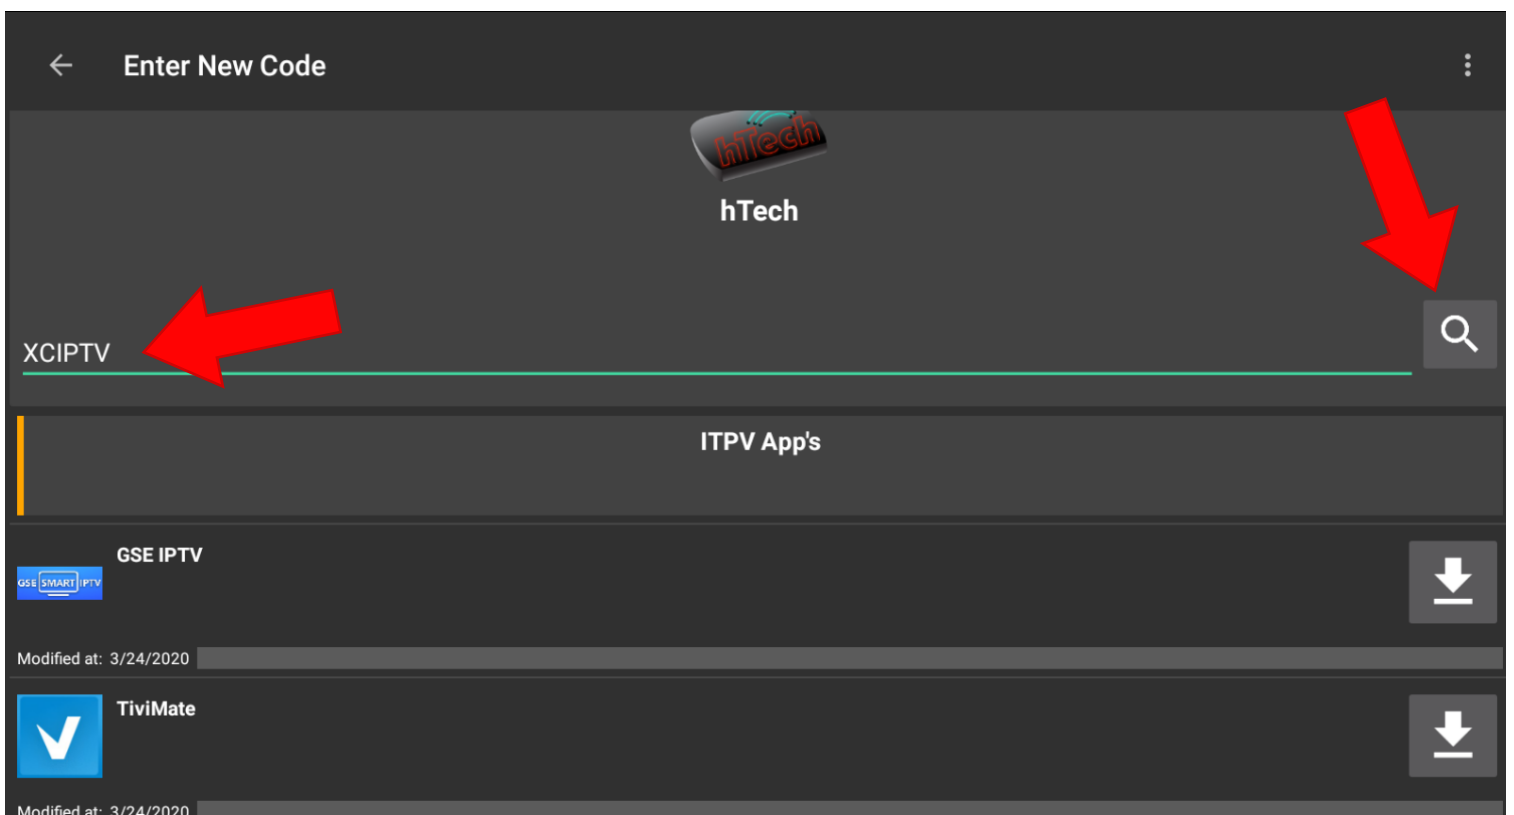 Enter New Code
hTech
hTech
XCIPTV
ITPV App's
GSE IPTV
GSE SMART IPTV
Modified at: 3/24/2020
TiviMate
Modified at: 3/24/2020